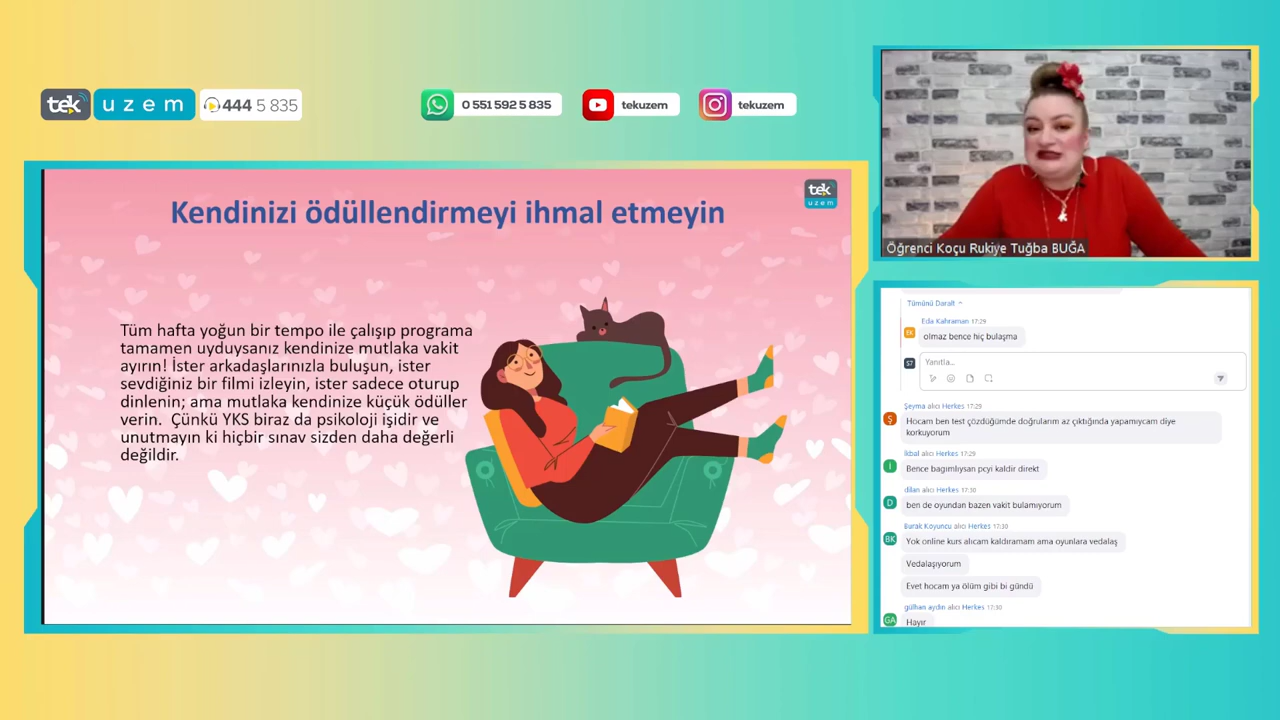 tek
uzem
444 5 835
0 551 592 5 835
tekuzem
tekuzem
tek
uzem
Kendinizi ödüllendirmeyi ihmal etmeyin
Tüm hafta yoğun bir tempo ile çalışıp programa
tamamen uyduysanız kendinize mutlaka vakit
ayırın! İster arkadaşlarınızla buluşun, ister
sevdiğiniz bir filmi izleyin, ister sadece oturup
dinlenin; ama mutlaka kendinize küçük ödüller
verin. Çünkü YKS biraz da psikoloji işidir ve
unutmayın ki hiçbir sınav sizden daha değerli
değildir.
Öğrenci Koçu Rukiye Tuğba BUĞA
Tümünü Daralt
Eda Kahraman 17:29
EK
olmaz bence hiç bulaşma
S7
Yanıtla...
Şeyma alıcı Herkes 17:29
Ş
Hocam ben test çözdüğümde doğrularım az çıktığında yapamıycam diye
korkuyorum
İkbal alıcı Herkes 17:29
İ
Bence bagımlıysan pcyi kaldir direkt
dilan alıcı Herkes 17:30
D
ben de oyundan bazen vakit bulamıyorum
Burak Koyuncu alıcı Herkes 17:30
BK
Yok online kurs alıcam kaldıramam ama oyunlara vedalaş
Vedalaşıyorum
Evet hocam ya ölüm gibi bi gündü
gülhan aydın alıcı Herkes 17:30
GA
Hayır